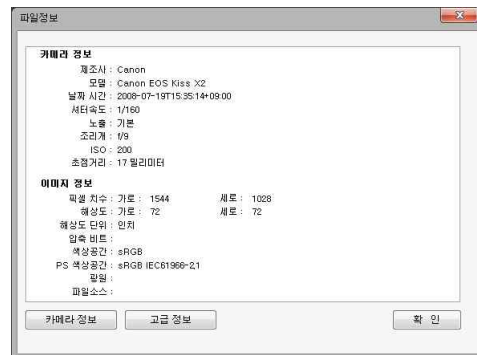 파일정보
카메라 정보
제조사 : Canon
모델 : Canon EOS Kiss X2
날짜 시간 : 2008-07-19T15:35:14+09:00
셔터속도 : 1/160
노출 : 기본
조리개 : f/9
ISO : 200
초점거리 : 17 밀리미터
이미지 정보
픽셀 치수 : 가로 : 1544 세로 : 1028
해상도 : 가로 : 72 세로 : 72
해상도 단위 : 인치
압축 비트 :
색상공간 : sRGB
PS 색상공간 : sRGB IEC61966-2,1
광원 :
파일소스 :
카메라 정보 고급 정보 확 인